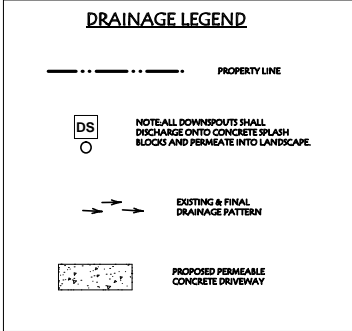 DRAINAGE LEGEND
PROPERTY LINE
DS
NOTE:ALL DOWNSPOUTS SHALL
DISCHARGE ONTO CONCRETE SPLASH
BLOCKS AND PERMEATE INTO LANDSCAPE.
EXISTING & FINAL
DRAINAGE PATTERN
PROPOSED PERMEABLE
CONCRETE DRIVEWAY